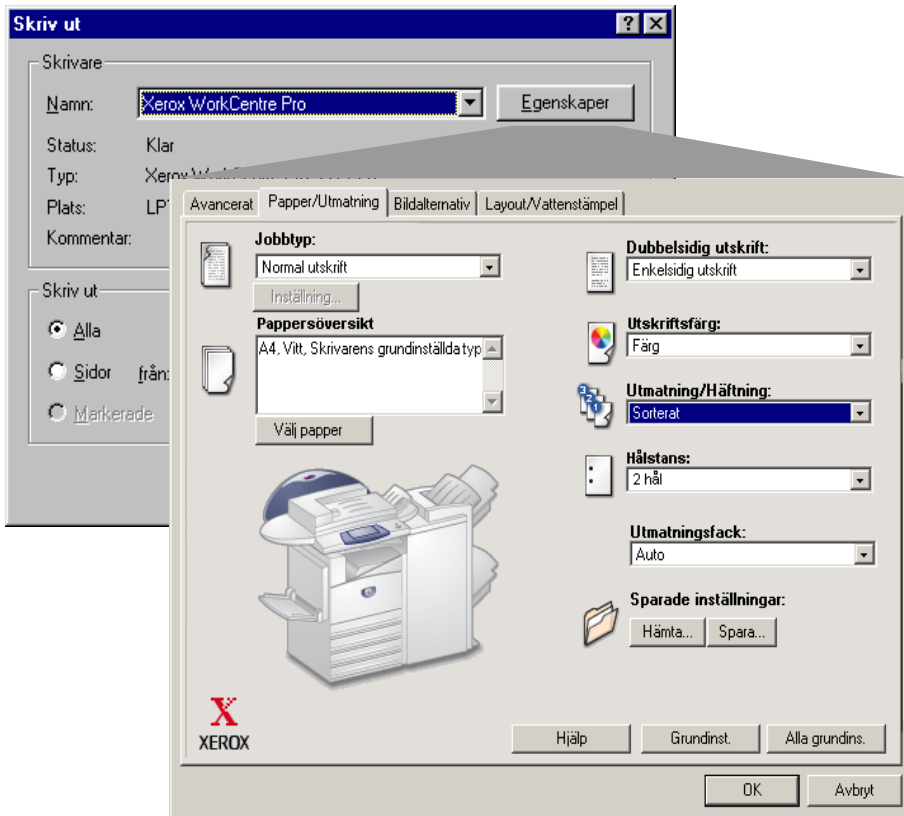 Skriv ut
Skrivare
Namn: Xerox WorkCentre Pro Egenskaper
Status: Klar
Typ: Xerox
Plats: LPT
Kommentar:
Skriv ut
Alla
Sidor från:
Markerade
Avancerat Papper/Utmatning Bildalternativ Layout/Vattenstämpel
Jobbtyp:
Normal utskrift
Inställning...
Pappersöversikt
A4, Vitt, Skrivarens grundinställda typ
Välj papper
Dubbelsidig utskrift:
Enkelsidig utskrift
Utskriftsfärg:
Färg
Utmatning/Häftning:
Sorterat
Hålstans:
2 hål
Utmatningsfack:
Auto
Sparade inställningar:
Hämta... Spara...
X
XEROX
Hjälp Grundinst. Alla grundins.
OK Avbryt